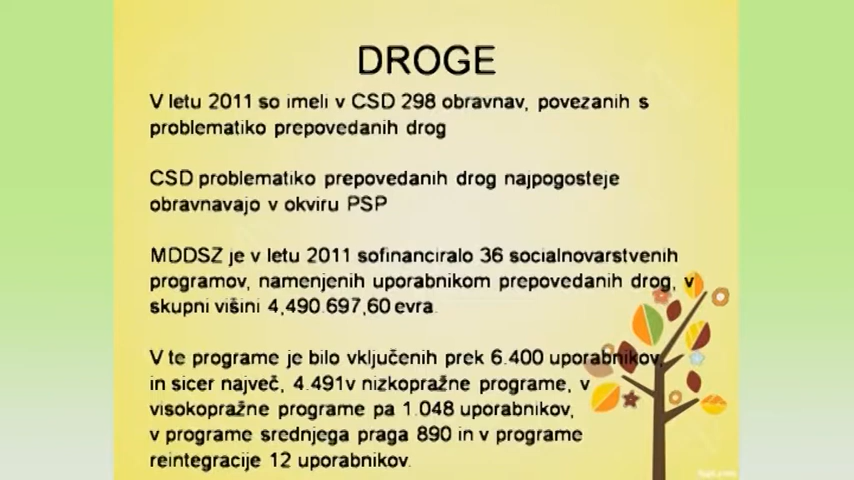 DROGE
V letu 2011 so imeli v CSD 298 obravnav, povezanih s
problematiko prepovedanih drog
CSD problematiko prepovedanih drog najpogosteje
obravnavajo v okviru PSP
MDDSZ je v letu 2011 sofinanciralo 36 socialnovarstvenih
programov, namenjenih uporabnikom prepovedanih drog, v
skupni višini 4,490.697,60 evra.
V te programe je bilo vključenih prek 6.400 uporabnikov,
in sicer največ, 4.491v nizkopražne programe, v
visokopražne programe pa 1.048 uporabnikov,
v programe srednjega praga 890 in v programe
reintegracije 12 uporabnikov.